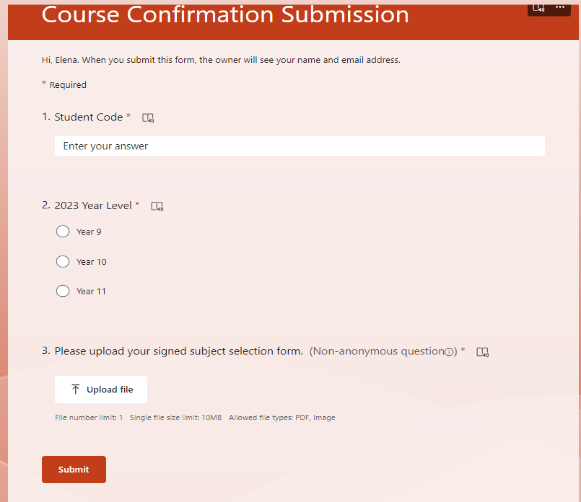 Course Confirmation Submission
Hi, Elena. When you submit this form, the owner will see your name and email address.
* Required
1. Student Code *
Enter your answer
2. 2023 Year Level *
Year 9
Year 10
Year 11
3. Please upload your signed subject selection form. (Non-anonymous question) *
Upload file
File number limit: 1 Single file size limit: 10MB Allowed file types: PDF, Image
Submit